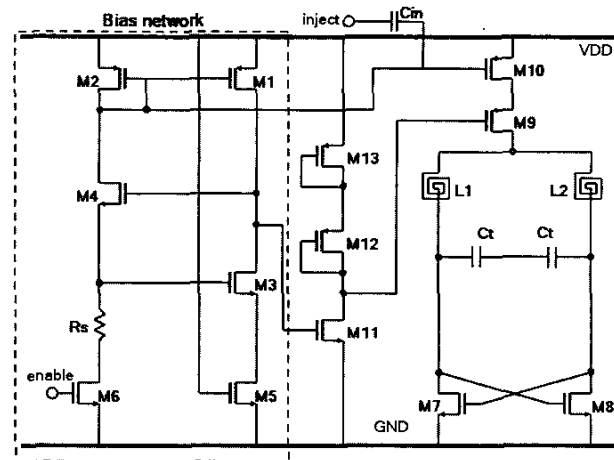 Bias network
inject
Cin
VDD
M2
M1
M10
M9
M13
M4
L1
L2
M12
Ct
Ct
M3
Rs
M11
enable
M6
M5
M7
M8
GND